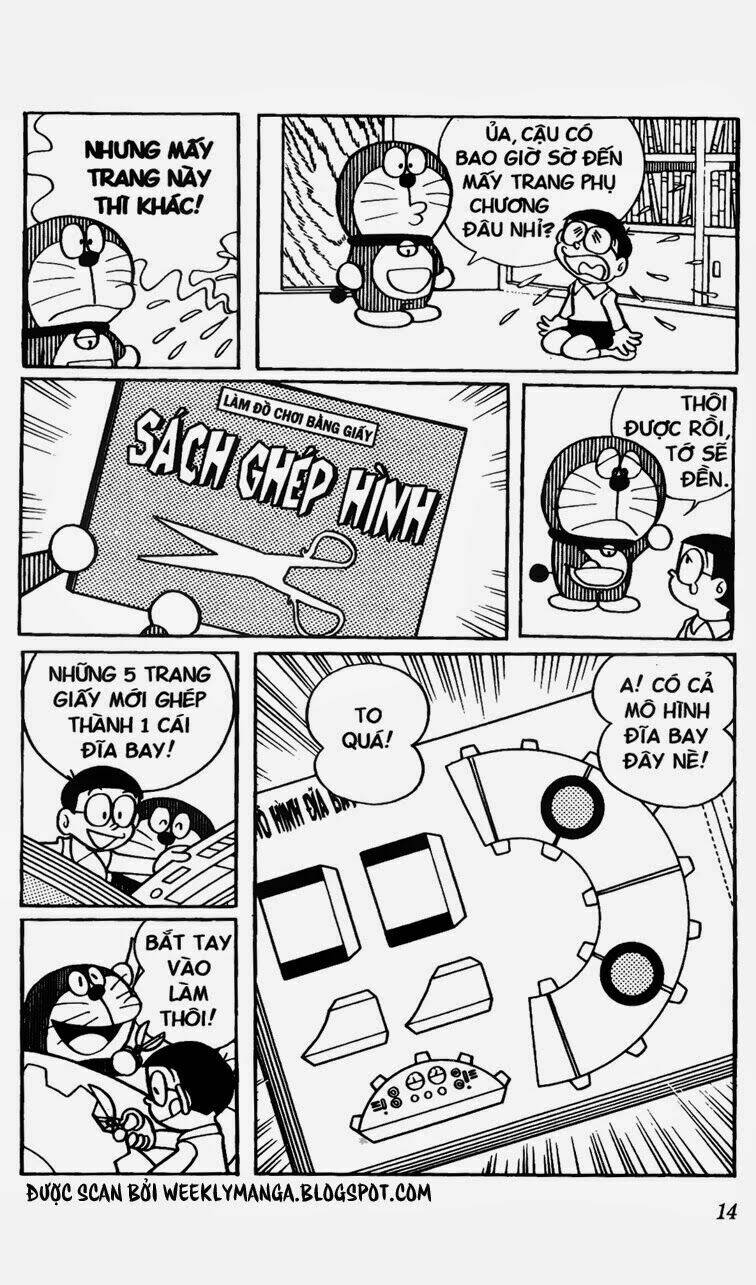 ỦA, CẬU CÓ
BAO GIỜ SỜ ĐẾN
MẤY TRANG PHỤ
CHƯƠNG
ĐÂU NHỈ?
NHƯNG MẤY
TRANG NÀY
THÌ KHÁC!
THÔI
ĐƯỢC RỒI,
TỚ SẼ
ĐỀN.
LÀM ĐỒ CHƠI BẰNG GIẤY
SÁCH GHÉP HÌNH
A! CÓ CẢ
MÔ HÌNH
ĐĨA BAY
ĐÂY NÈ!
TO
QUÁ!
HÌNH ĐĨA
NHỮNG 5 TRANG
GIẤY MỚI GHÉP
THÀNH 1 CÁI
ĐĨA BAY!
BẮT TAY
VÀO
LÀM
THÔI!
ĐƯỢC SCAN BỞI WEEKLYMANGA.BLOGSPOT.COM
14